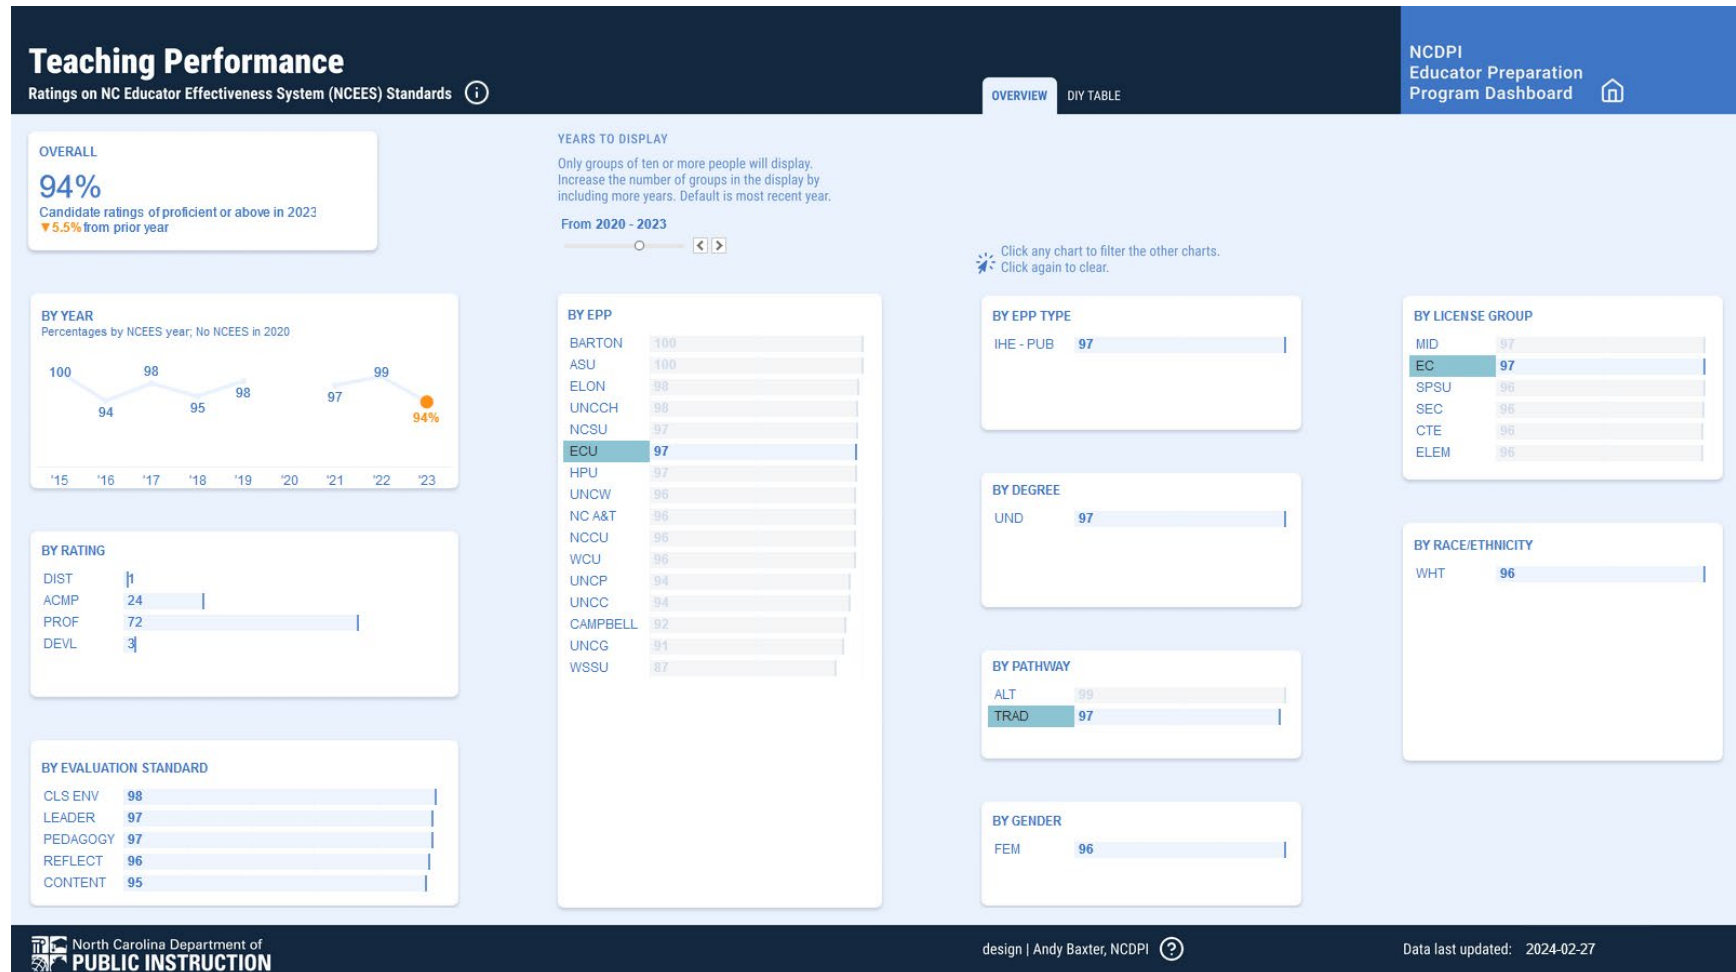 Teaching Performance
Ratings on NC Educator Effectiveness System (NCEES) Standards
OVERVIEW DIY TABLE
NCDPI
Educator Preparation
Program Dashboard
OVERALL
94%
Candidate ratings of proficient or above in 2023
▼5.5% from prior year
YEARS TO DISPLAY
Only groups of ten or more people will display.
Increase the number of groups in the display by
including more years. Default is most recent year.
From 2020 - 2023
Click any chart to filter the other charts.
Click again to clear.
BY YEAR
Percentages by NCEES year; No NCEES in 2020
100 94 98 95 98 97 99 94%
'15 '16 '17 '18 '19 '20 '21 '22 '23
BY RATING
DIST 1
ACMP 24
PROF 72
DEVL 3
BY EVALUATION STANDARD
CLS ENV 98
LEADER 97
PEDAGOGY 97
REFLECT 96
CONTENT 95
BY EPP
BARTON 100
ASU 100
ELON 98
UNCCH 98
NCSU 97
ECU 97
HPU 97
UNCW 96
NC A&T 96
NCCU 96
WCU 96
UNCP 94
UNCC 94
CAMPBELL 92
UNCG 91
WSSU 87
BY EPP TYPE
IHE - PUB 97
BY DEGREE
UND 97
BY PATHWAY
ALT 99
TRAD 97
BY GENDER
FEM 96
BY LICENSE GROUP
MID 97
EC 97
SPSU 96
SEC 96
CTE 96
ELEM 96
BY RACE/ETHNICITY
WHT 96
North Carolina Department of
PUBLIC INSTRUCTION
design | Andy Baxter, NCDPI
Data last updated: 2024-02-27